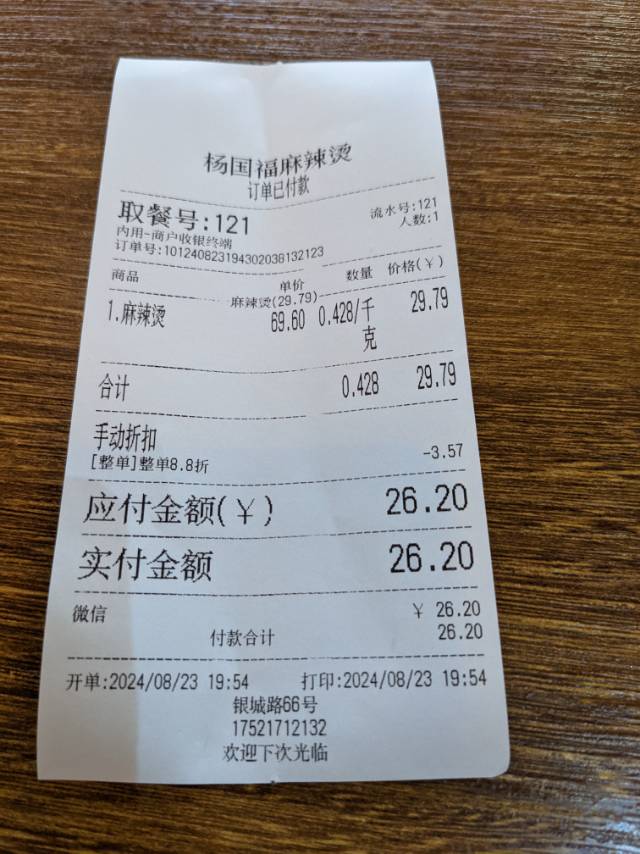 杨国福麻辣烫
订单已付款
取餐号:121 流水号:121
内用-商户收银终端 人数:1
订单号:101240823194302038132123
商品 单价 数量 价格(¥)
麻辣烫(29.79)
1.麻辣烫 69.60 0.428/千克 29.79
合计 0.428 29.79
手动折扣
[整单]整单8.8折 -3.57
应付金额(¥) 26.20
实付金额 26.20
微信 ¥ 26.20
付款合计 26.20
开单:2024/08/23 19:54 打印:2024/08/23 19:54
银城路66号
17521712132
欢迎下次光临